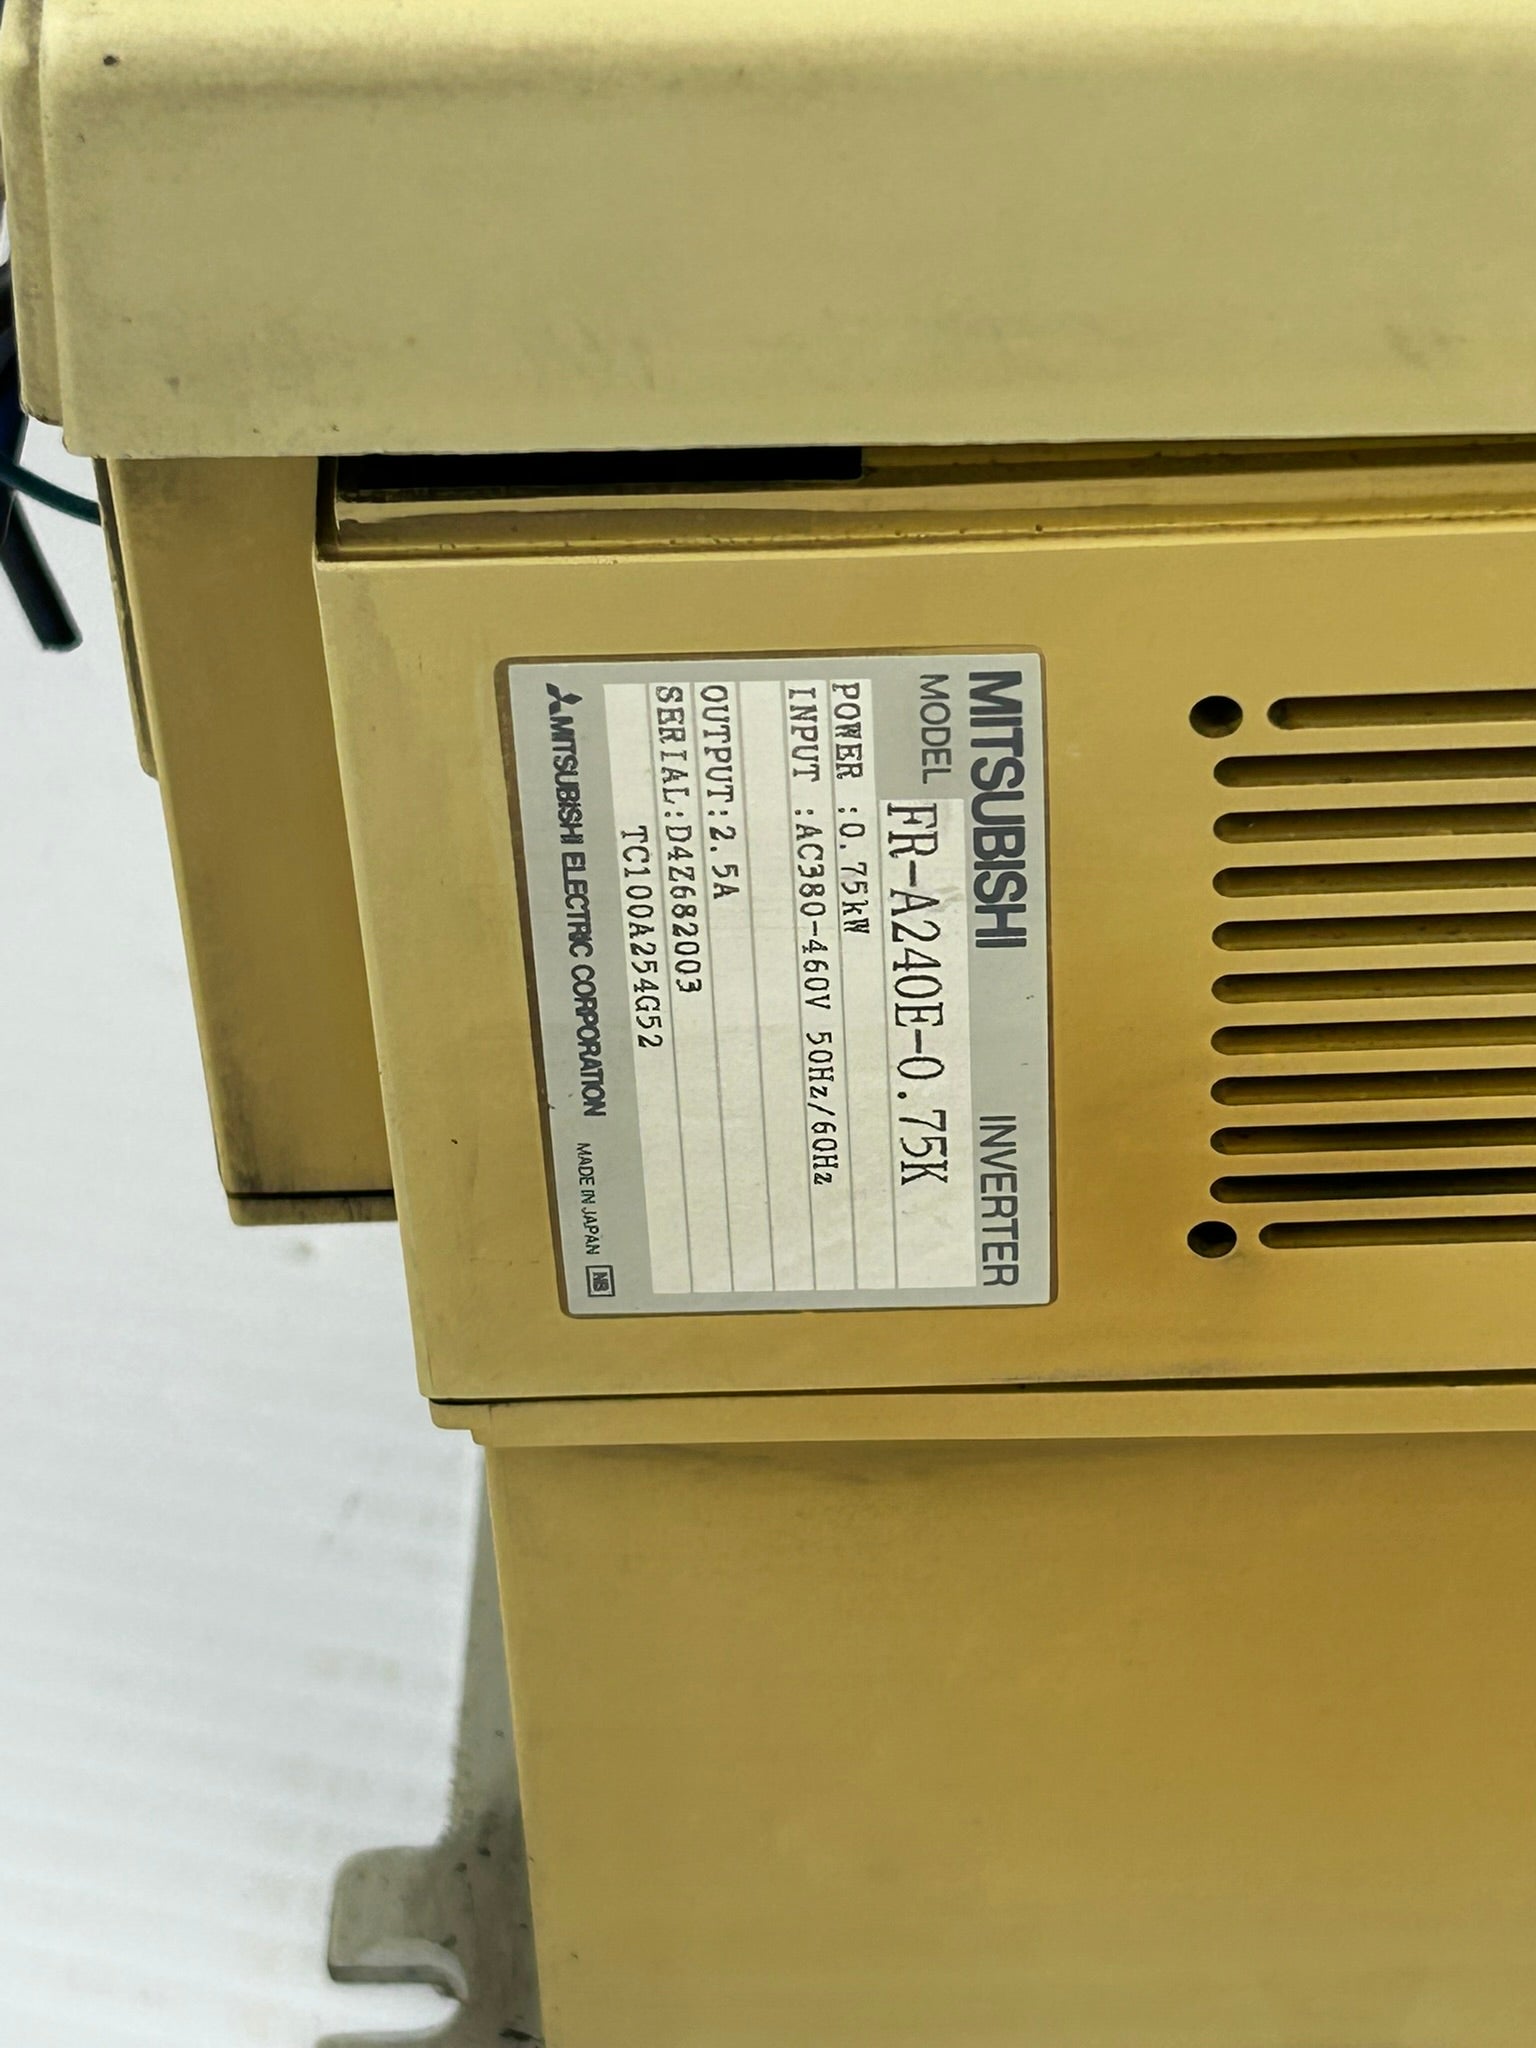 MITSUBISHI INVERTER
MODEL FR-A240E-0.75K
POWER :0.75kW
INPUT :AC380-460V 50Hz/60Hz
OUTPUT:2.5A
SERIAL:D4Z682003
TC100A254G52
MITSUBISHI ELECTRIC CORPORATION MADE IN JAPAN